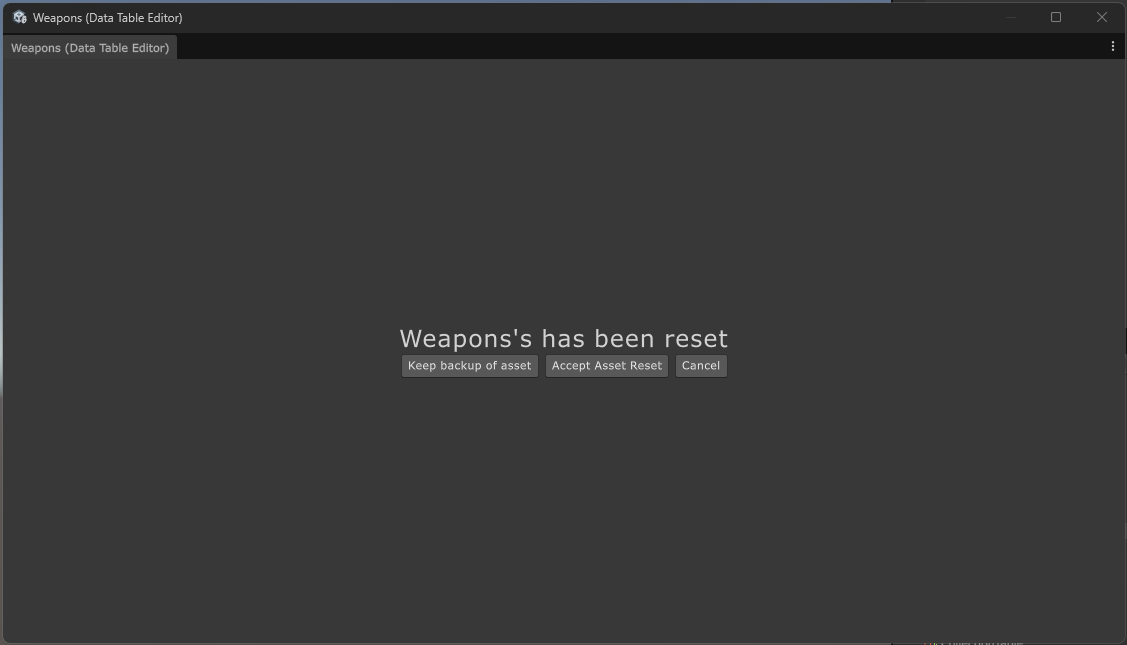 Weapons (Data Table Editor)
Weapons (Data Table Editor)
Weapons's has been reset
Keep backup of asset Accept Asset Reset Cancel